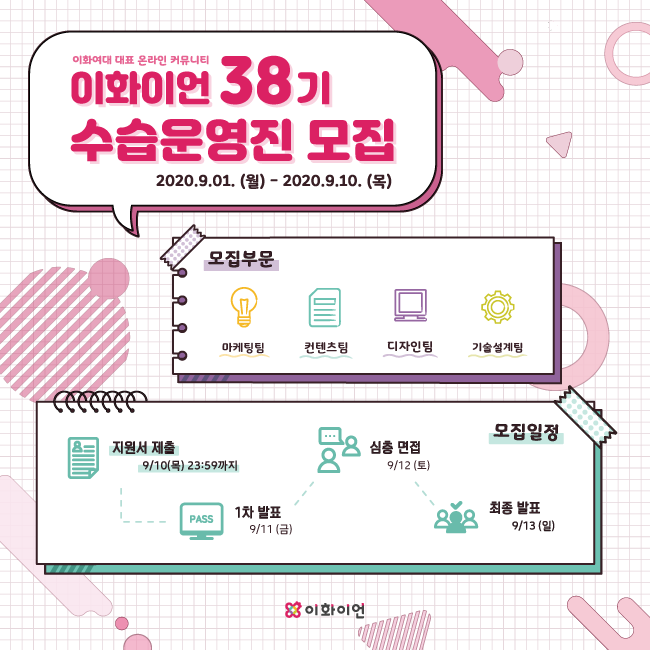 이화여대 대표 온라인 커뮤니티
이화이언 38기
수습운영진 모집
2020.9.01. (월) - 2020.9.10. (목)
모집부문
마케팅팀
컨텐츠팀
디자인팀
기술설계팀
모집일정
지원서 제출
9/10(목) 23:59까지
PASS
1차 발표
9/11 (금)
심층 면접
9/12 (토)
최종 발표
9/13 (일)
이화이언